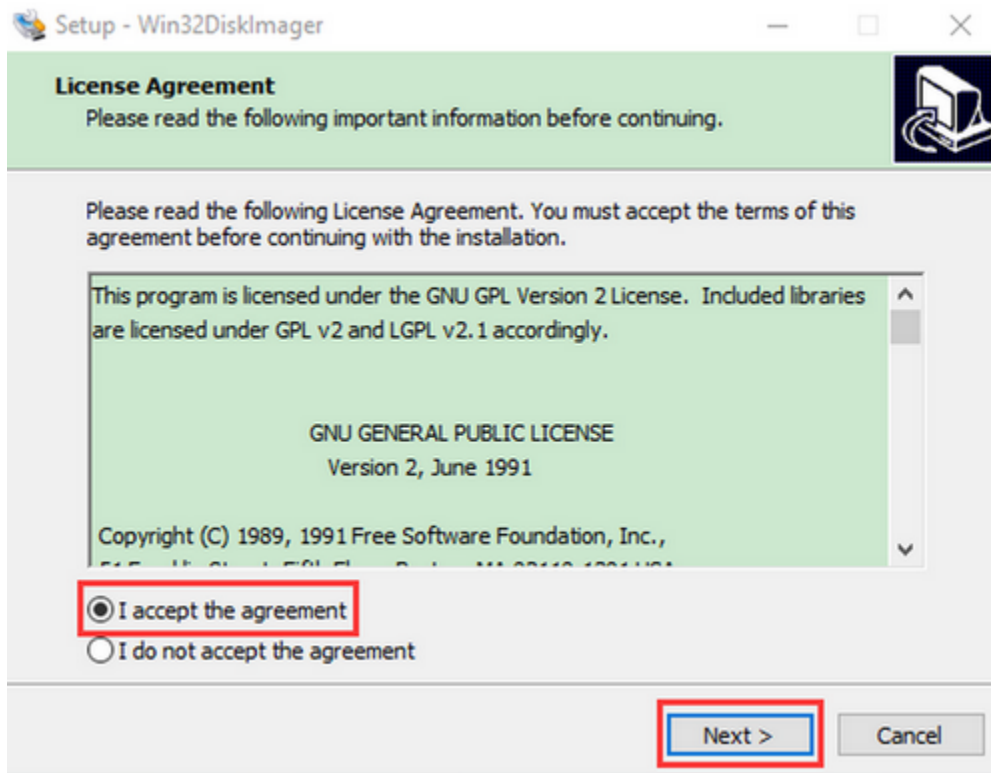 Setup - Win32DiskImager
License Agreement
Please read the following important information before continuing.
Please read the following License Agreement. You must accept the terms of this
agreement before continuing with the installation.
This program is licensed under the GNU GPL Version 2 License.  Included libraries
are licensed under GPL v2 and LGPL v2.1 accordingly.
GNU GENERAL PUBLIC LICENSE
Version 2, June 1991
Copyright (C) 1989, 1991 Free Software Foundation, Inc.,
I accept the agreement
I do not accept the agreement
Next >
Cancel